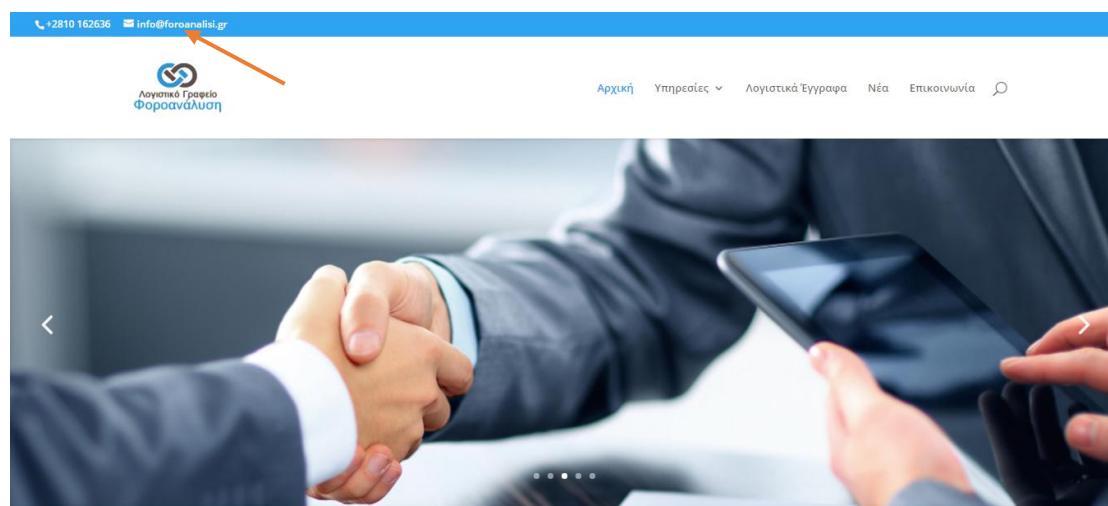 +2810 162636 info@foroanalisi.gr
Λογιστικό Γραφείο
Φοροανάλυση
Αρχική Υπηρεσίες Λογιστικά Έγγραφα Νέα Επικοινωνία